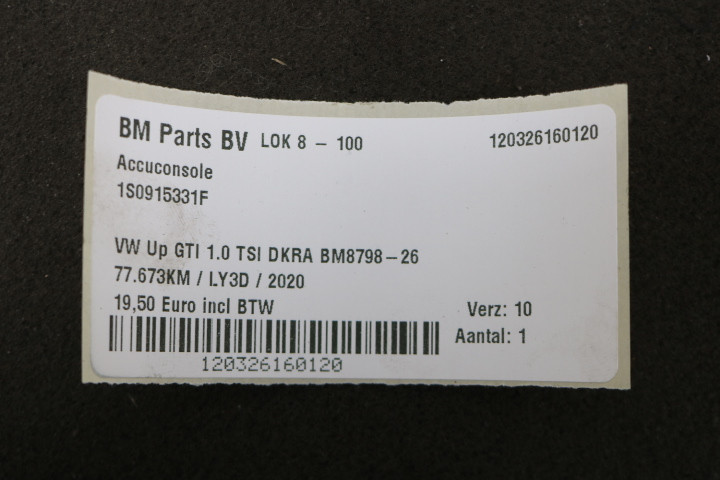 BM Parts BV LOK 8 - 100 120326160120
Accuconsole
1S0915331F
VW Up GTI 1.0 TSI DKRA BM8798-26
77.673KM / LY3D / 2020
19,50 Euro incl BTW Verz: 10
Aantal: 1
120326160120